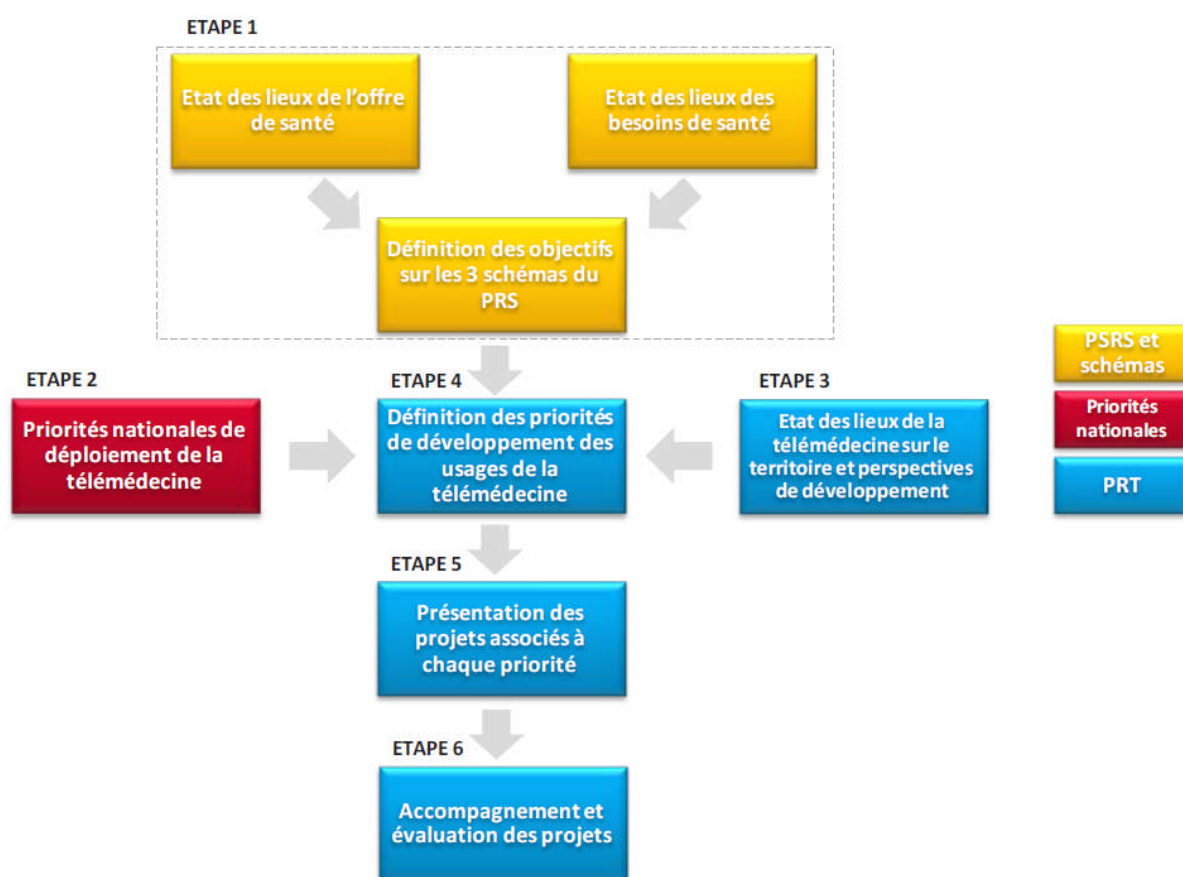 ETAPE 1
Etat des lieux de l'offre
de santé
Etat des lieux des
besoins de santé
Définition des objectifs
sur les 3 schémas du
PRS
ETAPE 2
Priorités nationales de
déploiement de la
télémédecine
ETAPE 4
Définition des priorités
de développement des
usages de la
télémédecine
ETAPE 3
Etat des lieux de la
télémédecine sur le
territoire et perspectives
de développement
PSRS et
schémas
Priorités
nationales
PRT
ETAPE 5
Présentation des
projets associés à
chaque priorité
ETAPE 6
Accompagnement et
évaluation des projets